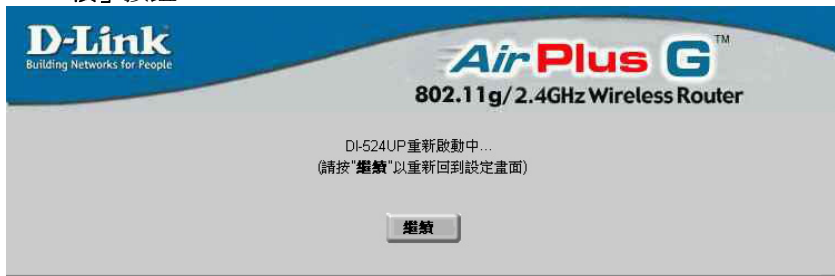 D-Link
Building Networks for People
Air Plus G™
802.11g/2.4GHz Wireless Router
DI-524UP重新啟動中...
(請按"繼續"以重新回到設定畫面)
繼續